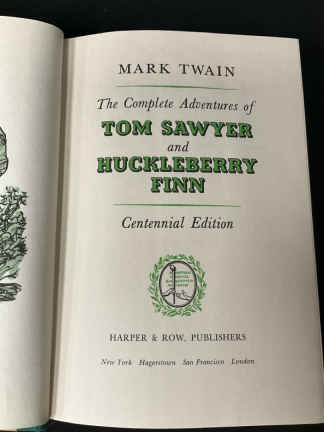 MARK TWAIN
The Complete Adventures of
TOM SAWYER
and
HUCKLEBERRY
FINN
Centennial Edition
HARPER & ROW, PUBLISHERS
New York Hagerstown San Francisco London